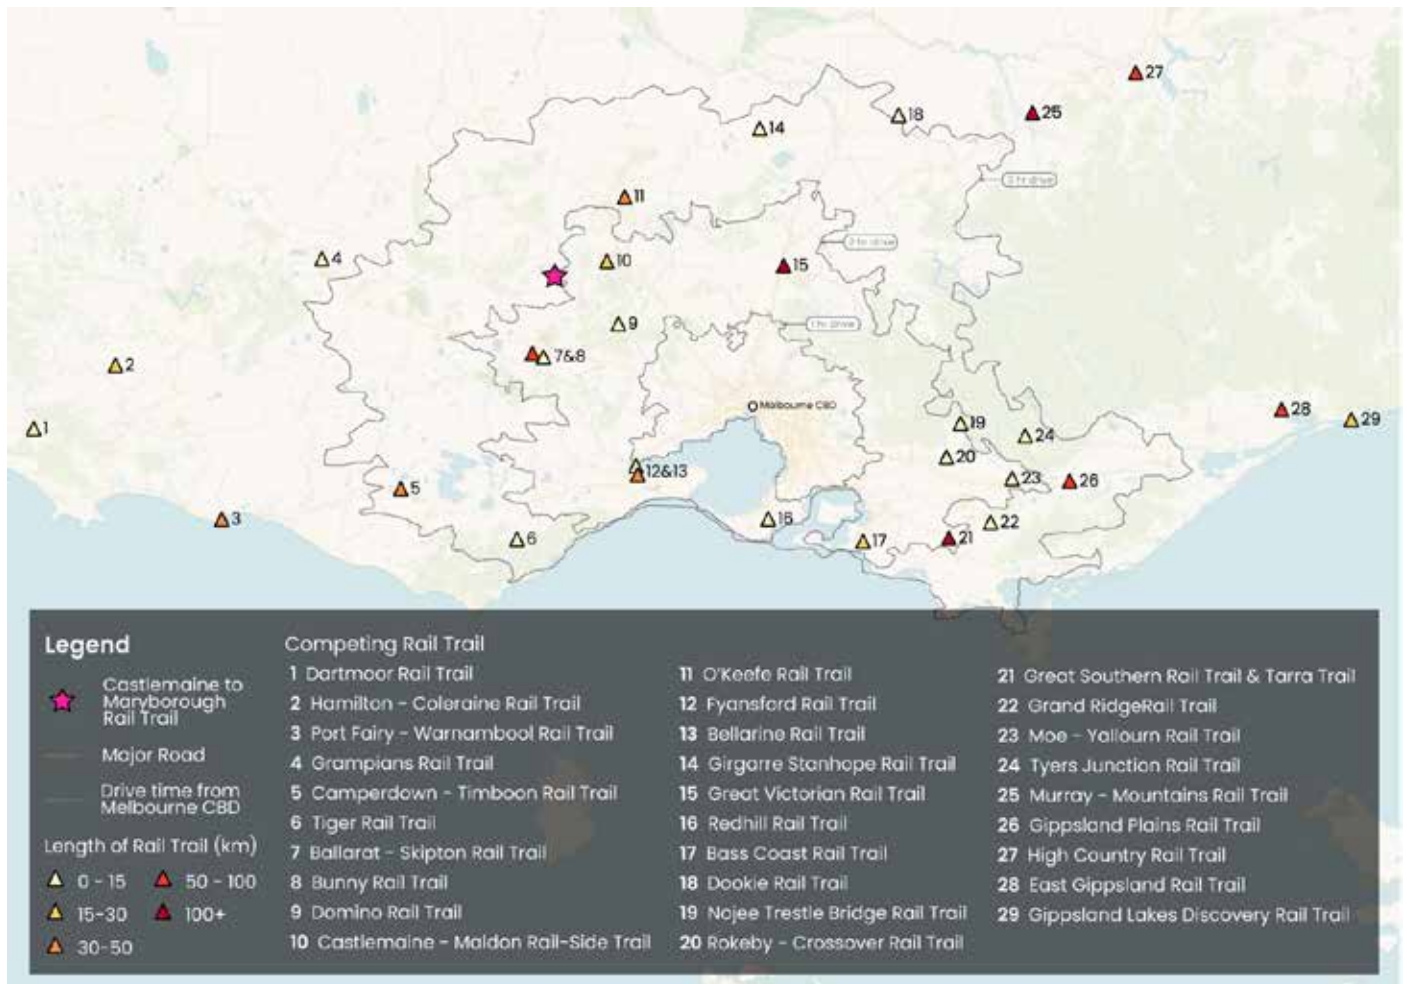 27
25
18
14
3 hr drive
11
2 hr drive
4
10
15
9
1 hr drive
7&8
2
Melbourne CBD
28
29
19
1
24
20
12&13
23
26
5
3
16
22
6
17
21
Legend
Castlemaine to
Maryborough
Rail Trail
Major Road
Drive time from
Melbourne CBD
Length of Rail Trail (km)
0 - 15
50 - 100
15-30
100+
30-50
Competing Rail Trail
1 Dartmoor Rail Trail
2 Hamilton - Coleraine Rail Trail
3 Port Fairy - Warnambool Rail Trail
4 Grampians Rail Trail
5 Camperdown - Timboon Rail Trail
6 Tiger Rail Trail
7 Ballarat - Skipton Rail Trail
8 Bunny Rail Trail
9 Domino Rail Trail
10 Castlemaine - Maldon Rail-Side Trail
11 O'Keefe Rail Trail
12 Fyansford Rail Trail
13 Bellarine Rail Trail
14 Girgarre Stanhope Rail Trail
15 Great Victorian Rail Trail
16 Redhill Rail Trail
17 Bass Coast Rail Trail
18 Dookie Rail Trail
19 Nojee Trestle Bridge Rail Trail
20 Rokeby - Crossover Rail Trail
21 Great Southern Rail Trail & Tarra Trail
22 Grand RidgeRail Trail
23 Moe - Yallourn Rail Trail
24 Tyers Junction Rail Trail
25 Murray - Mountains Rail Trail
26 Gippsland Plains Rail Trail
27 High Country Rail Trail
28 East Gippsland Rail Trail
29 Gippsland Lakes Discovery Rail Trail